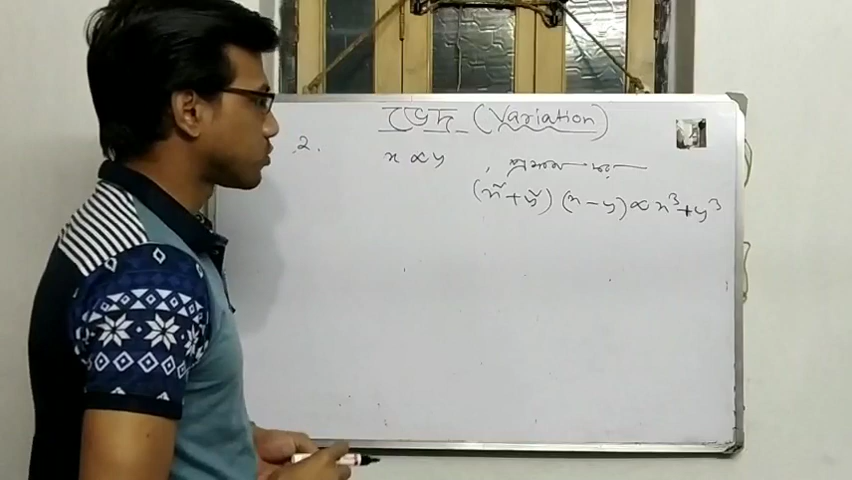 ভেদ (Variation)
2. x ∝ y , প্রমাণ কর
(x² + y²) (x - y) ∝ x³ + y³